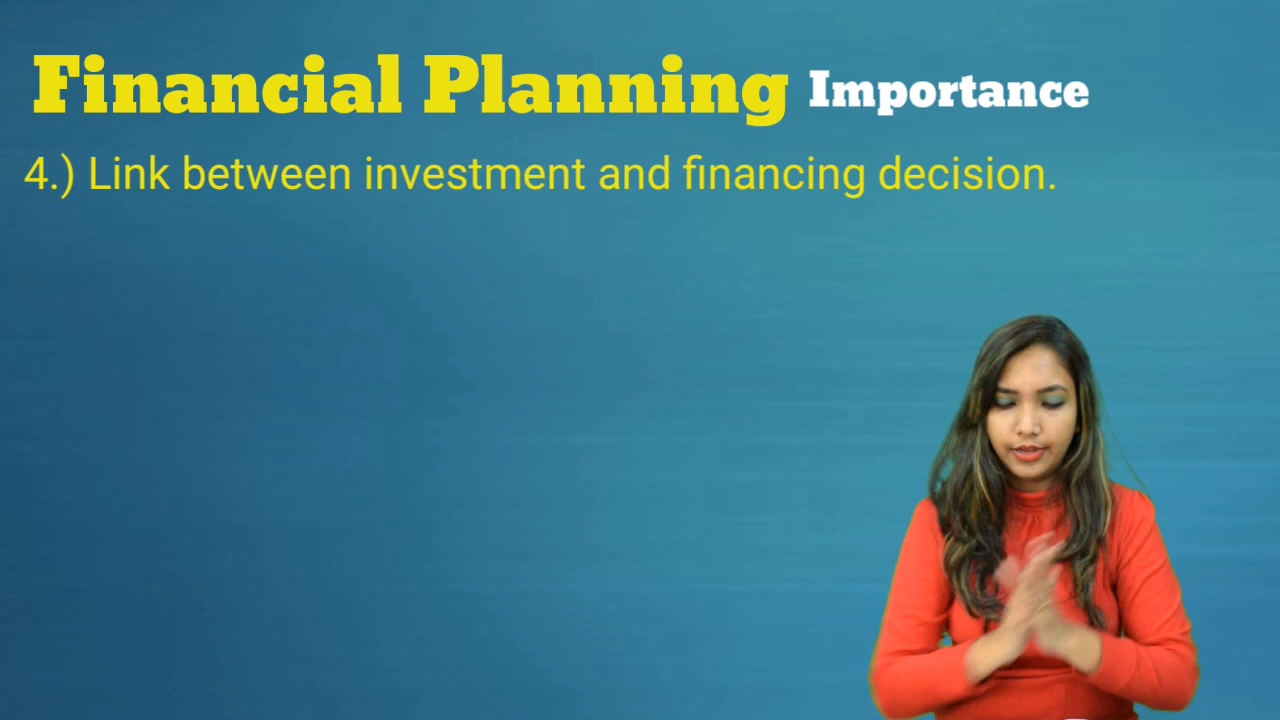 Financial Planning Importance
4.) Link between investment and financing decision.